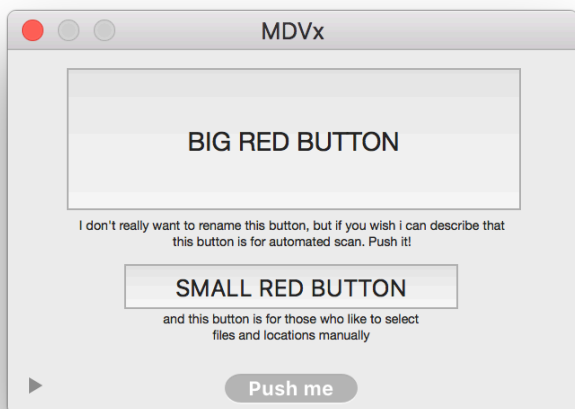 MDVx
BIG RED BUTTON
I don't really want to rename this button, but if you wish i can describe that
this button is for automated scan. Push it!
SMALL RED BUTTON
and this button is for those who like to select
files and locations manually
Push me